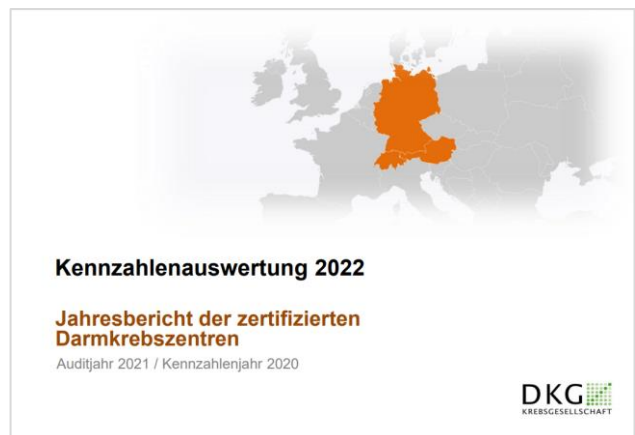 Kennzahlenauswertung 2022
Jahresbericht der zertifizierten
Darmkrebszentren
Auditjahr 2021 / Kennzahlenjahr 2020
DKG
KREBSGESELLSCHAFT